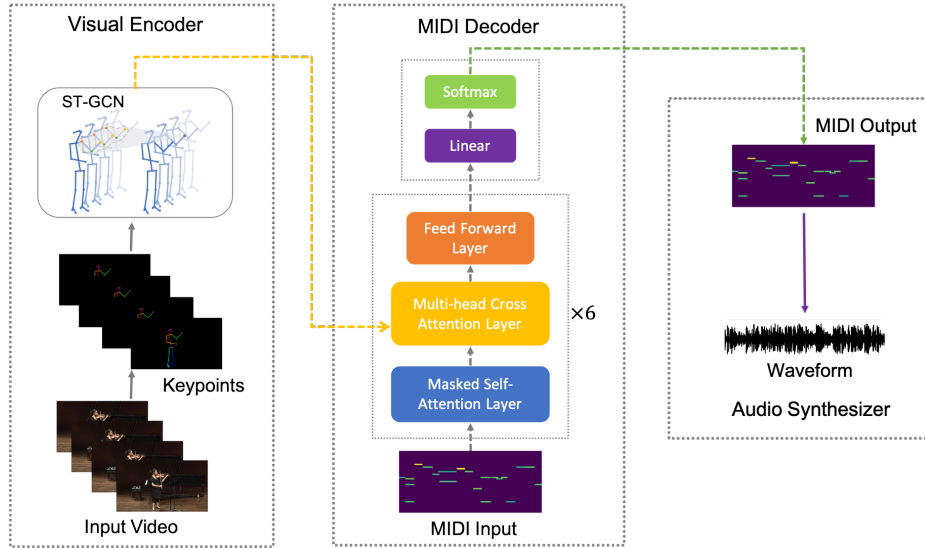 Visual Encoder
ST-GCN
Keypoints
Input Video
MIDI Decoder
Softmax
Linear
Feed Forward
Layer
Multi-head Cross
Attention Layer
×6
Masked Self-
Attention Layer
MIDI Input
MIDI Output
Waveform
Audio Synthesizer